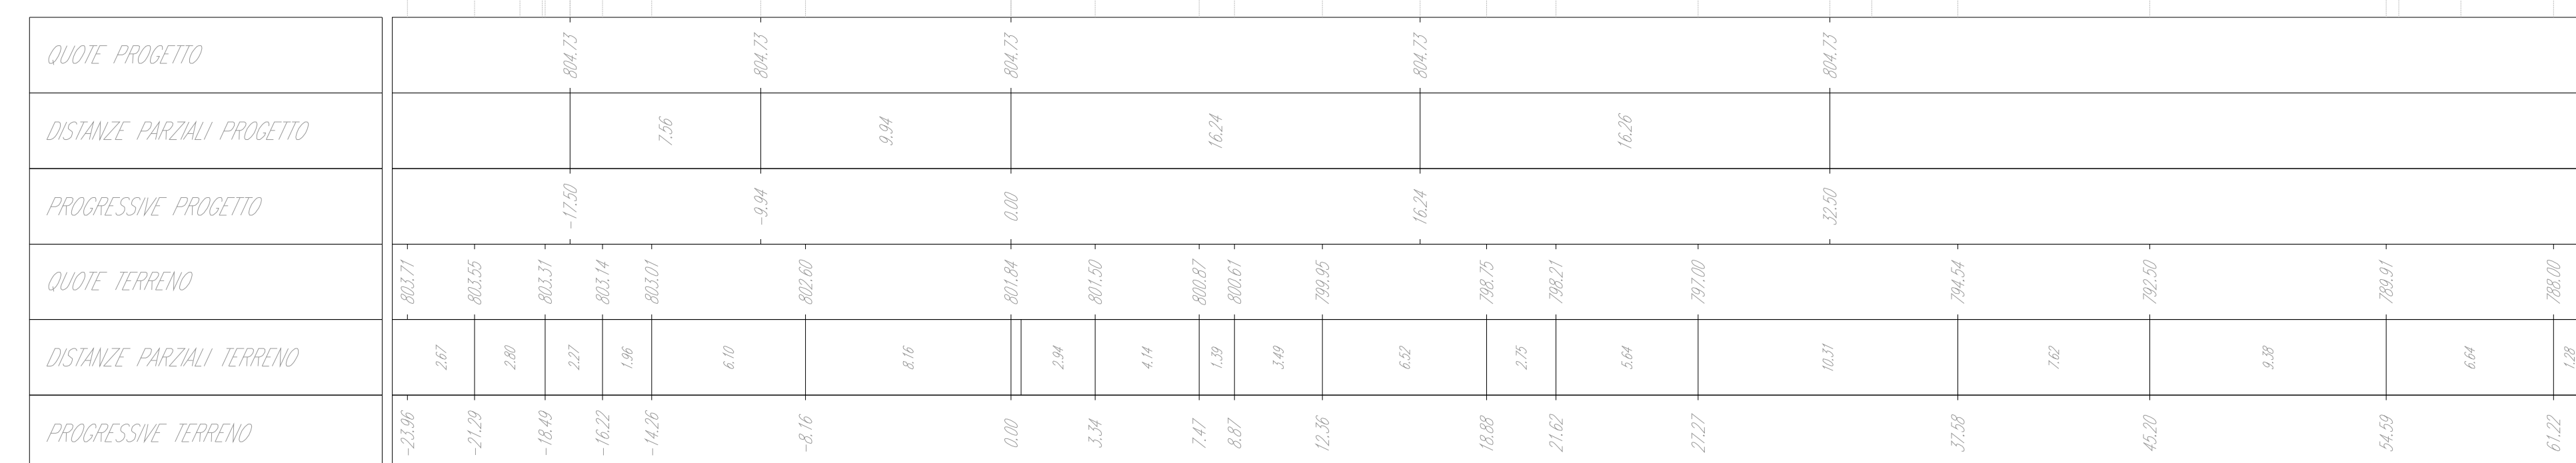 QUOTE PROGETTO 804.73 804.73 804.73 804.73 804.73
DISTANZE PARZIALI PROGETTO 7.56 9.94 16.24 16.26
PROGRESSIVE PROGETTO -17.50 -9.94 0.00 16.24 32.50
QUOTE TERRENO 803.71 803.55 803.31 803.14 803.01 802.60 801.84 801.50 800.87 800.61 799.95 798.75 798.21 797.00 794.54 792.50 789.91 788.00
DISTANZE PARZIALI TERRENO 2.67 2.80 2.27 1.96 6.10 8.16 2.94 4.14 1.39 3.49 6.52 2.75 5.64 10.31 7.62 9.38 6.64 1.28
PROGRESSIVE TERRENO -23.96 -21.29 -18.49 -16.22 -14.26 -8.16 0.00 3.34 7.47 8.87 12.36 18.88 21.62 27.27 37.58 45.20 54.59 61.22